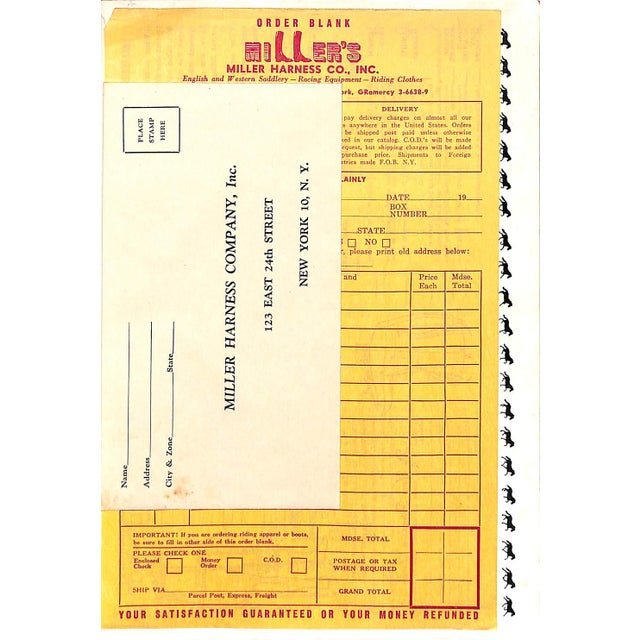 ORDER BLANK
MILLER'S
MILLER HARNESS CO., INC.
English and Western Saddlery — Racing Equipment — Riding Clothes
ork, GRamercy 3-6638-9
DELIVERY
pay delivery charges on almost all our
s anywhere in the United States. Orders
be shipped post paid unless otherwise
ed in our catalog. C.O.D.'s will be made
equest, but shipping charges will be added
purchase price. Shipments to Foreign
tries made F.O.B. N.Y.
LAINLY
DATE 19
BOX
NUMBER
STATE
S NO
r, please print old address below:
and
Price
Each
Mdse.
Total
PLACE
STAMP
HERE
MILLER HARNESS COMPANY, Inc.
123 EAST 24th STREET
NEW YORK 10, N. Y.
Name
Address
City & Zone State
IMPORTANT! If you are ordering riding apparel or boots,
be sure to fill in other side of this order blank.
PLEASE CHECK ONE
Enclosed
Check
Money
Order
C.O.D.
SHIP VIA
Parcel Post, Express, Freight
MDSE. TOTAL
POSTAGE OR TAX
WHEN REQUIRED
GRAND TOTAL
YOUR SATISFACTION GUARANTEED OR YOUR MONEY REFUNDED